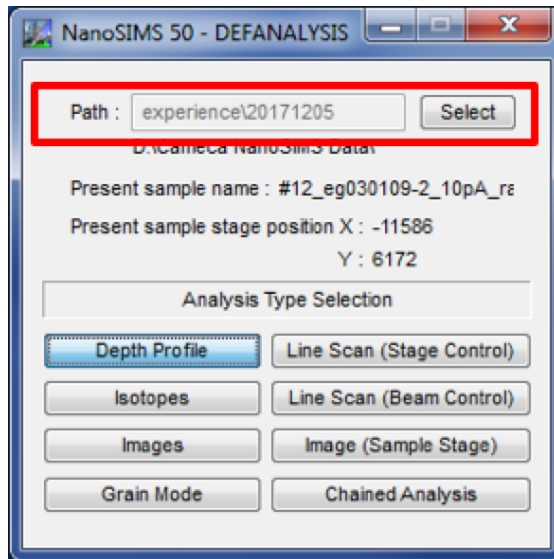 NanoSIMS 50 - DEFANALYSIS
Path : experience\20171205 Select
D:\Cameca NanoSIMS Data\
Present sample name : #12_eg030109-2_10pA_ra
Present sample stage position X : -11586
Y : 6172
Analysis Type Selection
Depth Profile Line Scan (Stage Control)
Isotopes Line Scan (Beam Control)
Images Image (Sample Stage)
Grain Mode Chained Analysis